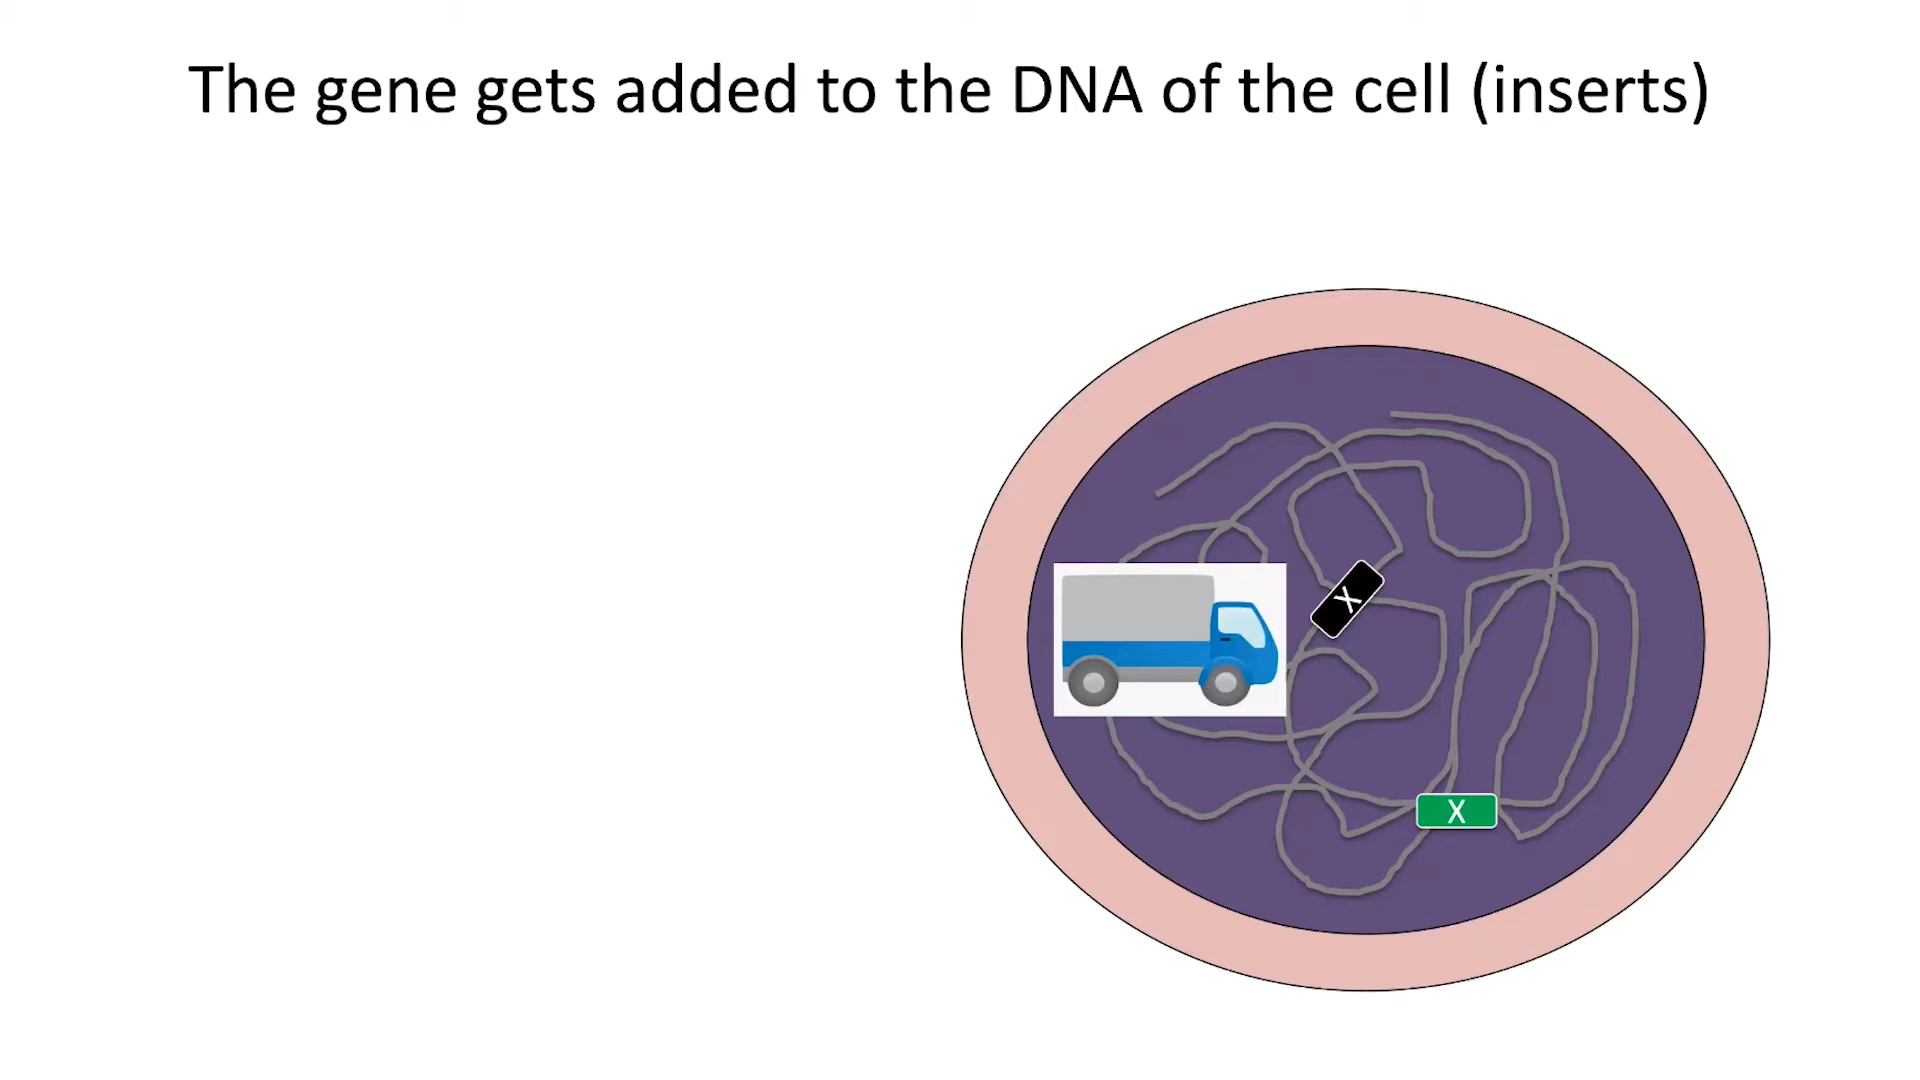 The gene gets added to the DNA of the cell (inserts)
X
X